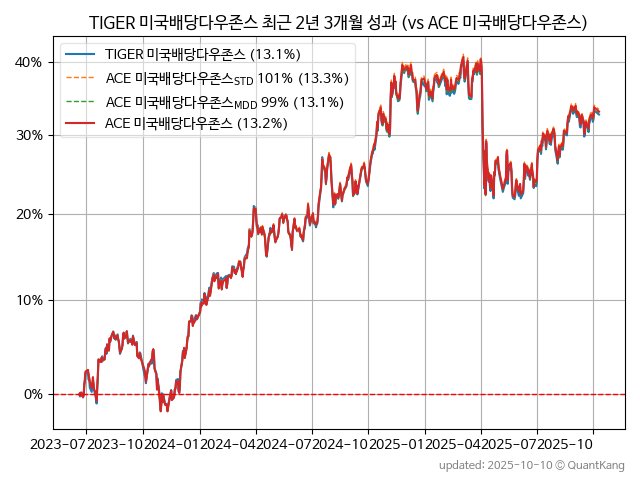 TIGER 미국배당다우존스 최근 2년 3개월 성과 (vs ACE 미국배당다우존스)
TIGER 미국배당다우존스 (13.1%)
ACE 미국배당다우존스STD 101% (13.3%)
ACE 미국배당다우존스MDD 99% (13.1%)
ACE 미국배당다우존스 (13.2%)
40%
30%
20%
10%
0%
2023-07 2023-10 2024-01 2024-04 2024-07 2024-10 2025-01 2025-04 2025-07 2025-10
updated: 2025-10-10 © QuantKang